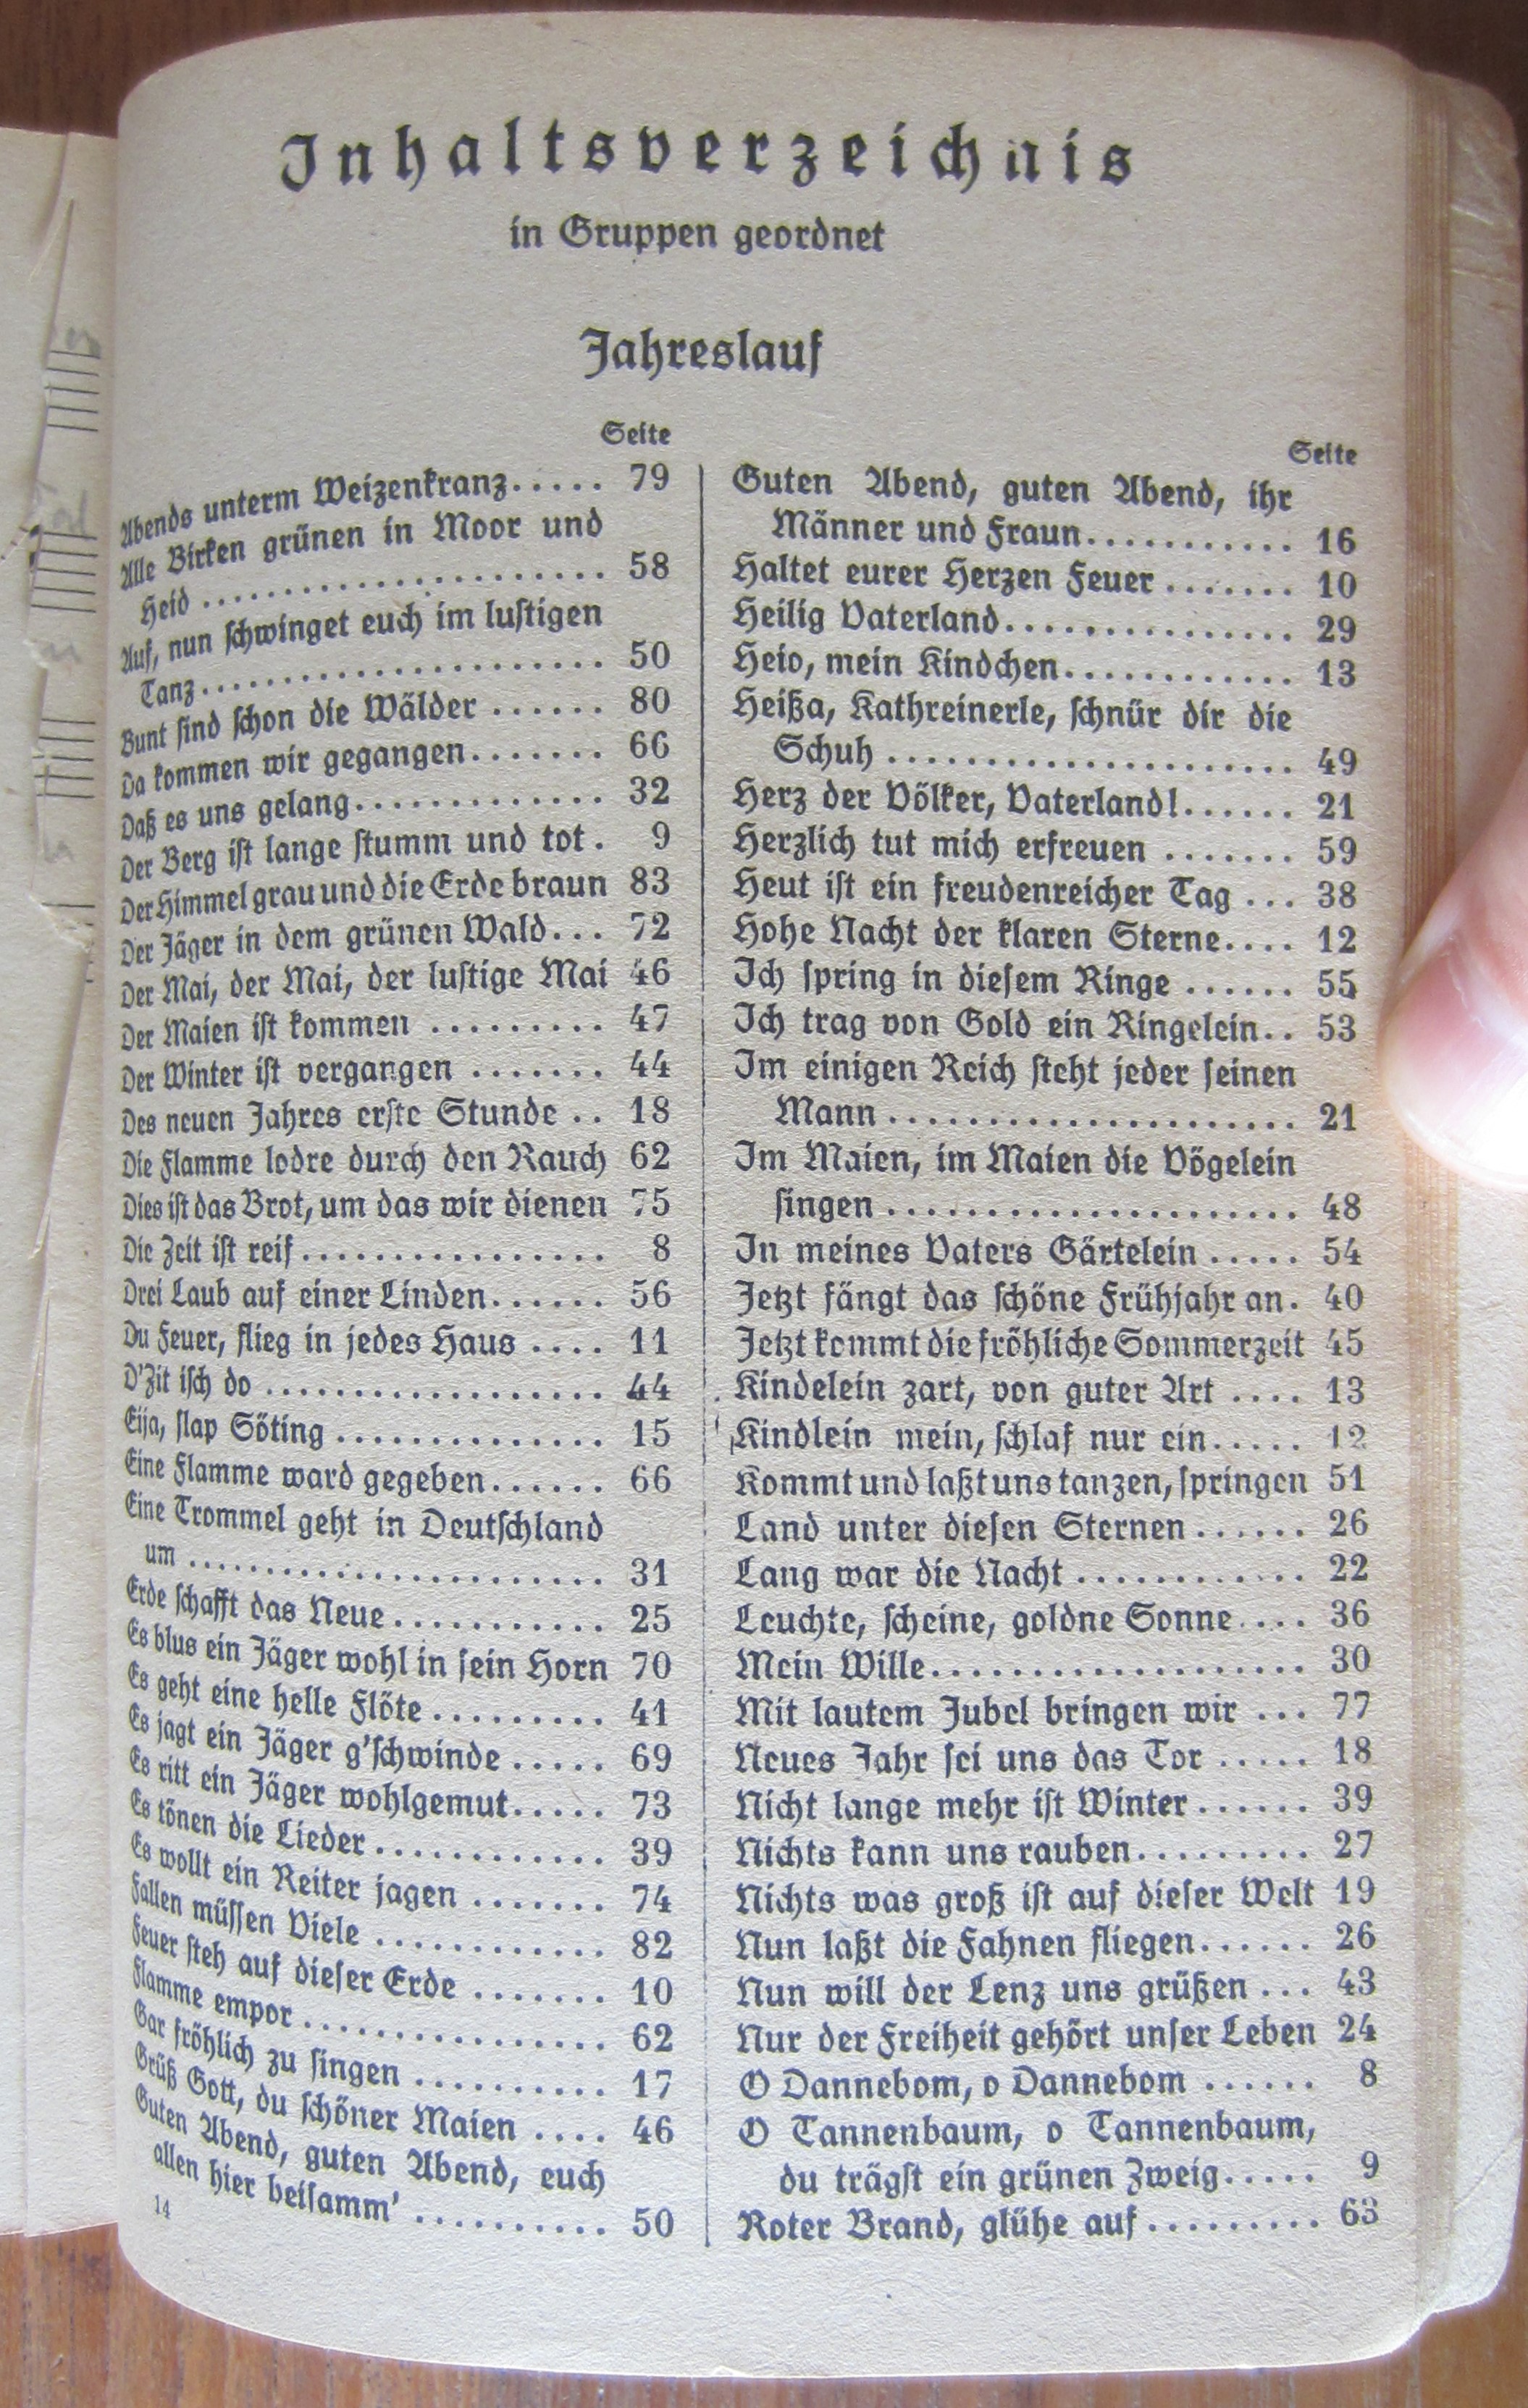 Inhaltsverzeichnis
in Gruppen geordnet
Jahreslauf
Seite
Abends unterm Weizenkranz..... 79
Alle Birken grünen in Moor und
Heid ........................ 58
Auf, nun schwinget euch im lustigen
Tanz........................ 50
Bunt sind schon die Wälder ...... 80
Da kommen wir gegangen....... 66
Daß es uns gelang............. 32
Der Berg ist lange stumm und tot . 9
Der Himmel grau und die Erde braun 83
Der Jäger in dem grünen Wald... 72
Der Mai, der Mai, der lustige Mai 46
Der Maien ist kommen ......... 47
Der Winter ist vergangen ....... 44
Des neuen Jahres erste Stunde .. 18
Die Flamme lodre durch den Rauch 62
Dies ist das Brot, um das wir dienen 75
Die Zeit ist reif................ 8
Drei Laub auf einer Linden...... 56
Du Feuer, flieg in jedes Haus .... 11
D'Zit isch do .................. 44
Eija, slap Söting .............. 15
Eine Flamme ward gegeben...... 66
Eine Trommel geht in Deutschland
um ........................ 31
Erde schafft das Neue........... 25
Es blus ein Jäger wohl in sein Horn 70
Es geht eine helle Flöte ......... 41
Es jagt ein Jäger g'schwinde ..... 69
Es ritt ein Jäger wohlgemut..... 73
Es tönen die Lieder ............ 39
Es wollt ein Reiter jagen ....... 74
Fallen müssen Viele ............ 82
Feuer steh auf dieser Erde ....... 10
Flamme empor ................ 62
Gar fröhlich zu singen .......... 17
Grüß Gott, du schöner Maien .... 46
Guten Abend, guten Abend, euch
allen hier beisamm' .......... 50
14
Seite
Guten Abend, guten Abend, ihr
Männer und Fraun........... 16
Haltet eurer Herzen Feuer ....... 10
Heilig Vaterland............... 29
Heio, mein Kindchen............ 13
Heißa, Kathreinerle, schnür dir die
Schuh ..................... 49
Herz der Völker, Vaterland!...... 21
Herzlich tut mich erfreuen ....... 59
Heut ist ein freudenreicher Tag ... 38
Hohe Nacht der klaren Sterne.... 12
Ich spring in diesem Ringe ...... 55
Ich trag von Gold ein Ringelein.. 53
Im einigen Reich steht jeder seinen
Mann ..................... 21
Im Maien, im Maien die Vögelein
singen ..................... 48
In meines Vaters Gärtelein ..... 54
Jetzt fängt das schöne Frühjahr an. 40
Jetzt kommt die fröhliche Sommerzeit 45
Kindelein zart, von guter Art .... 13
Kindlein mein, schlaf nur ein..... 12
Kommt und laßt uns tanzen, springen 51
Land unter diesen Sternen ...... 26
Lang war die Nacht ............ 22
Leuchte, scheine, goldne Sonne.... 36
Mein Wille................... 30
Mit lautem Jubel bringen wir ... 77
Neues Jahr sei uns das Tor ..... 18
Nicht lange mehr ist Winter ...... 39
Nichts kann uns rauben......... 27
Nichts was groß ist auf dieser Welt 19
Nun laßt die Fahnen fliegen...... 26
Nun will der Lenz uns grüßen ... 43
Nur der Freiheit gehört unser Leben 24
O Dannebom, o Dannebom ...... 8
O Tannenbaum, o Tannenbaum,
du trägst ein grünen Zweig..... 9
Roter Brand, glühe auf ......... 63